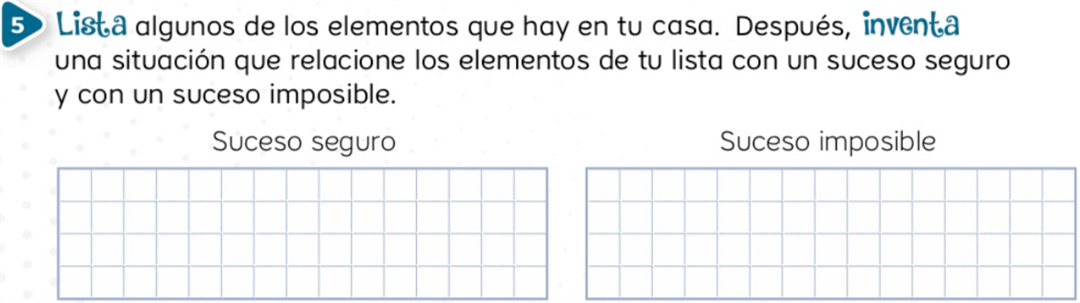 5 Lista algunos de los elementos que hay en tu casa. Después, inventa
una situación que relacione los elementos de tu lista con un suceso seguro
y con un suceso imposible.
Suceso seguro Suceso imposible